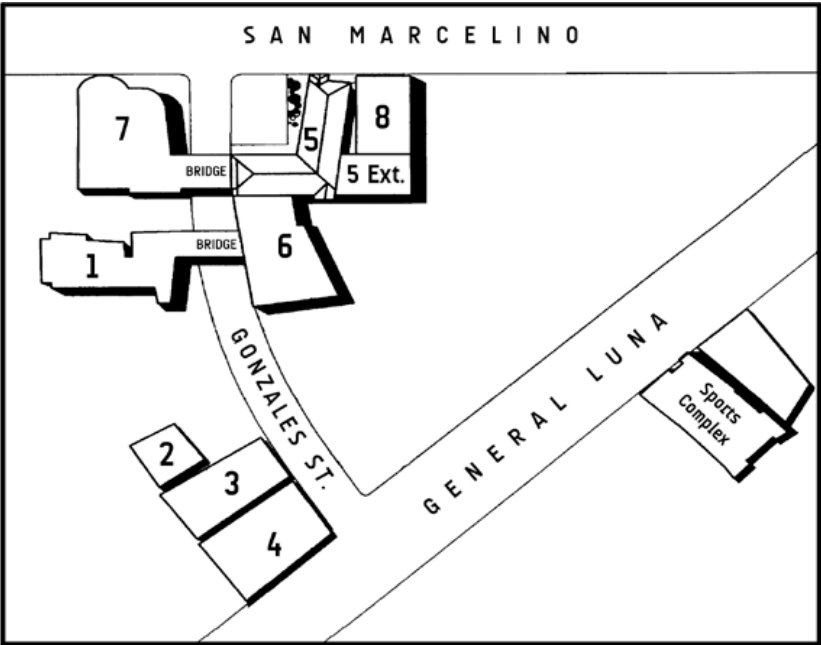 SAN MARCELINO
7
5
8
BRIDGE
5 Ext.
1
BRIDGE
6
GONZALES ST.
GENERAL LUNA
Sports
Complex
2
3
4